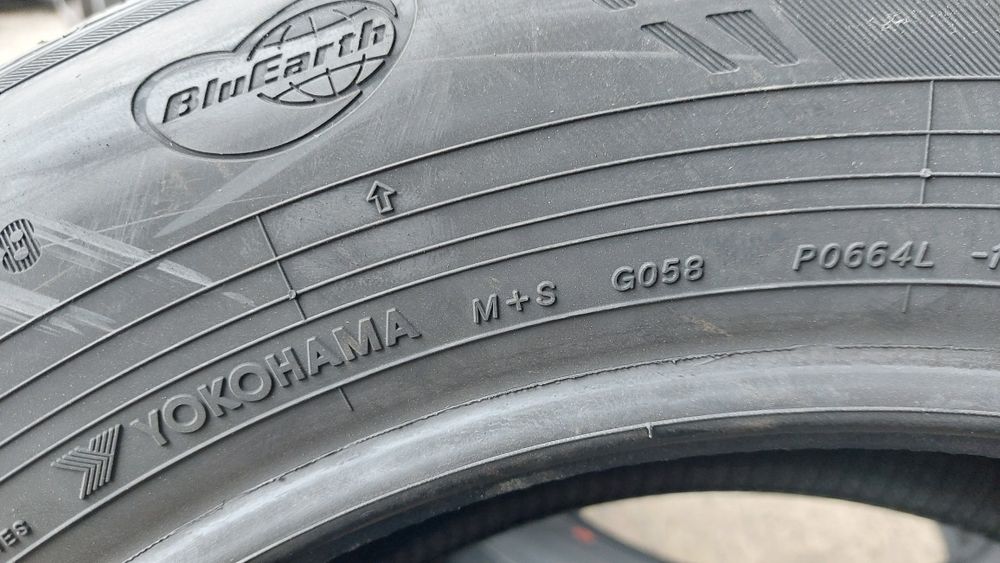 BluEarth
G
YOKOHAMA M+S G058 P0664L